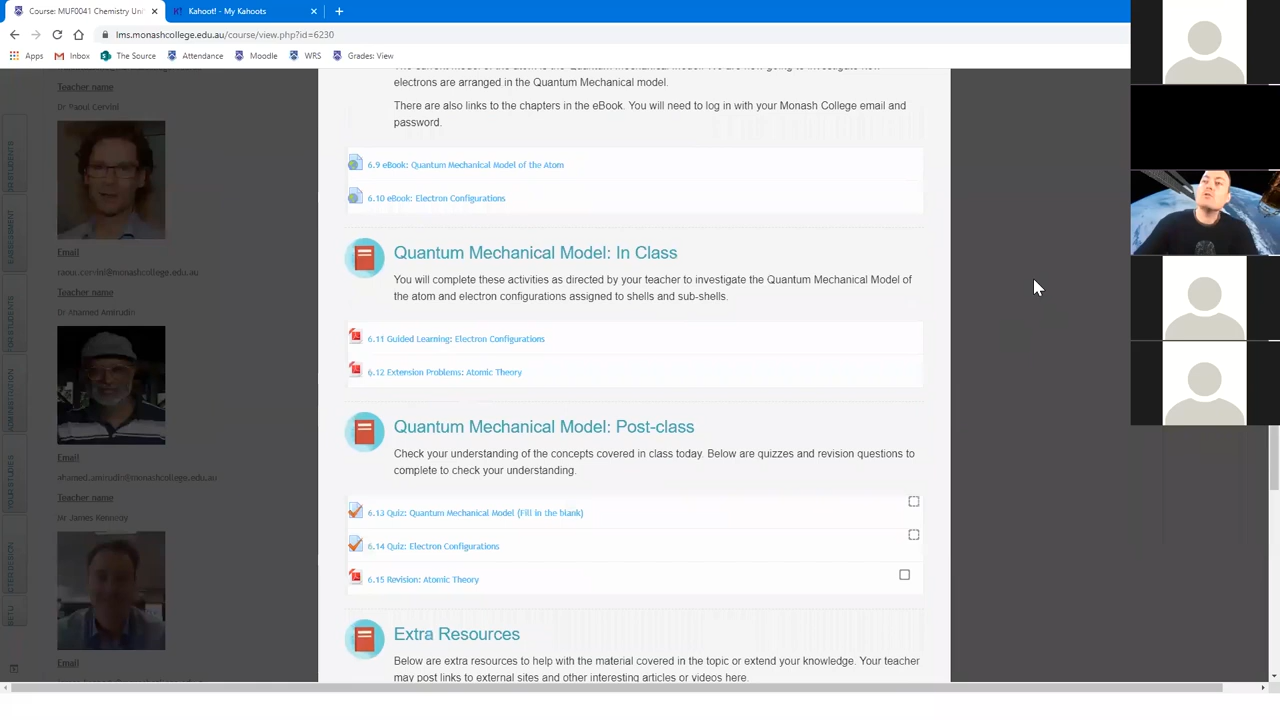 Course: MUF0041 Chemistry Uni
Kahoot! - My Kahoots
lms.monashcollege.edu.au/course/view.php?id=6230
Apps
Inbox
The Source
Attendance
Moodle
WRS
Grades: View
electrons are arranged in the Quantum Mechanical model.
There are also links to the chapters in the eBook. You will need to log in with your Monash College email and
password.
6.9 eBook: Quantum Mechanical Model of the Atom
6.10 eBook: Electron Configurations
Quantum Mechanical Model: In Class
You will complete these activities as directed by your teacher to investigate the Quantum Mechanical Model of
the atom and electron configurations assigned to shells and sub-shells.
6.11 Guided Learning: Electron Configurations
6.12 Extension Problems: Atomic Theory
Quantum Mechanical Model: Post-class
Check your understanding of the concepts covered in class today. Below are quizzes and revision questions to
complete to check your understanding.
6.13 Quiz: Quantum Mechanical Model (Fill in the blank)
6.14 Quiz: Electron Configurations
6.15 Revision: Atomic Theory
Extra Resources
Below are extra resources to help with the material covered in the topic or extend your knowledge. Your teacher
may post links to external sites and other interesting articles or videos here.
Teacher name
Dr Raoul Cervini
Email
raoul.cervini@monashcollege.edu.au
Teacher name
Dr Ahamed Amirudin
Email
ahamed.amirudin@monashcollege.edu.au
Teacher name
Mr James Kennedy
Email
ASSESSMENT
FOR STUDENTS
ADMINISTRATION
YOUR STUDIES